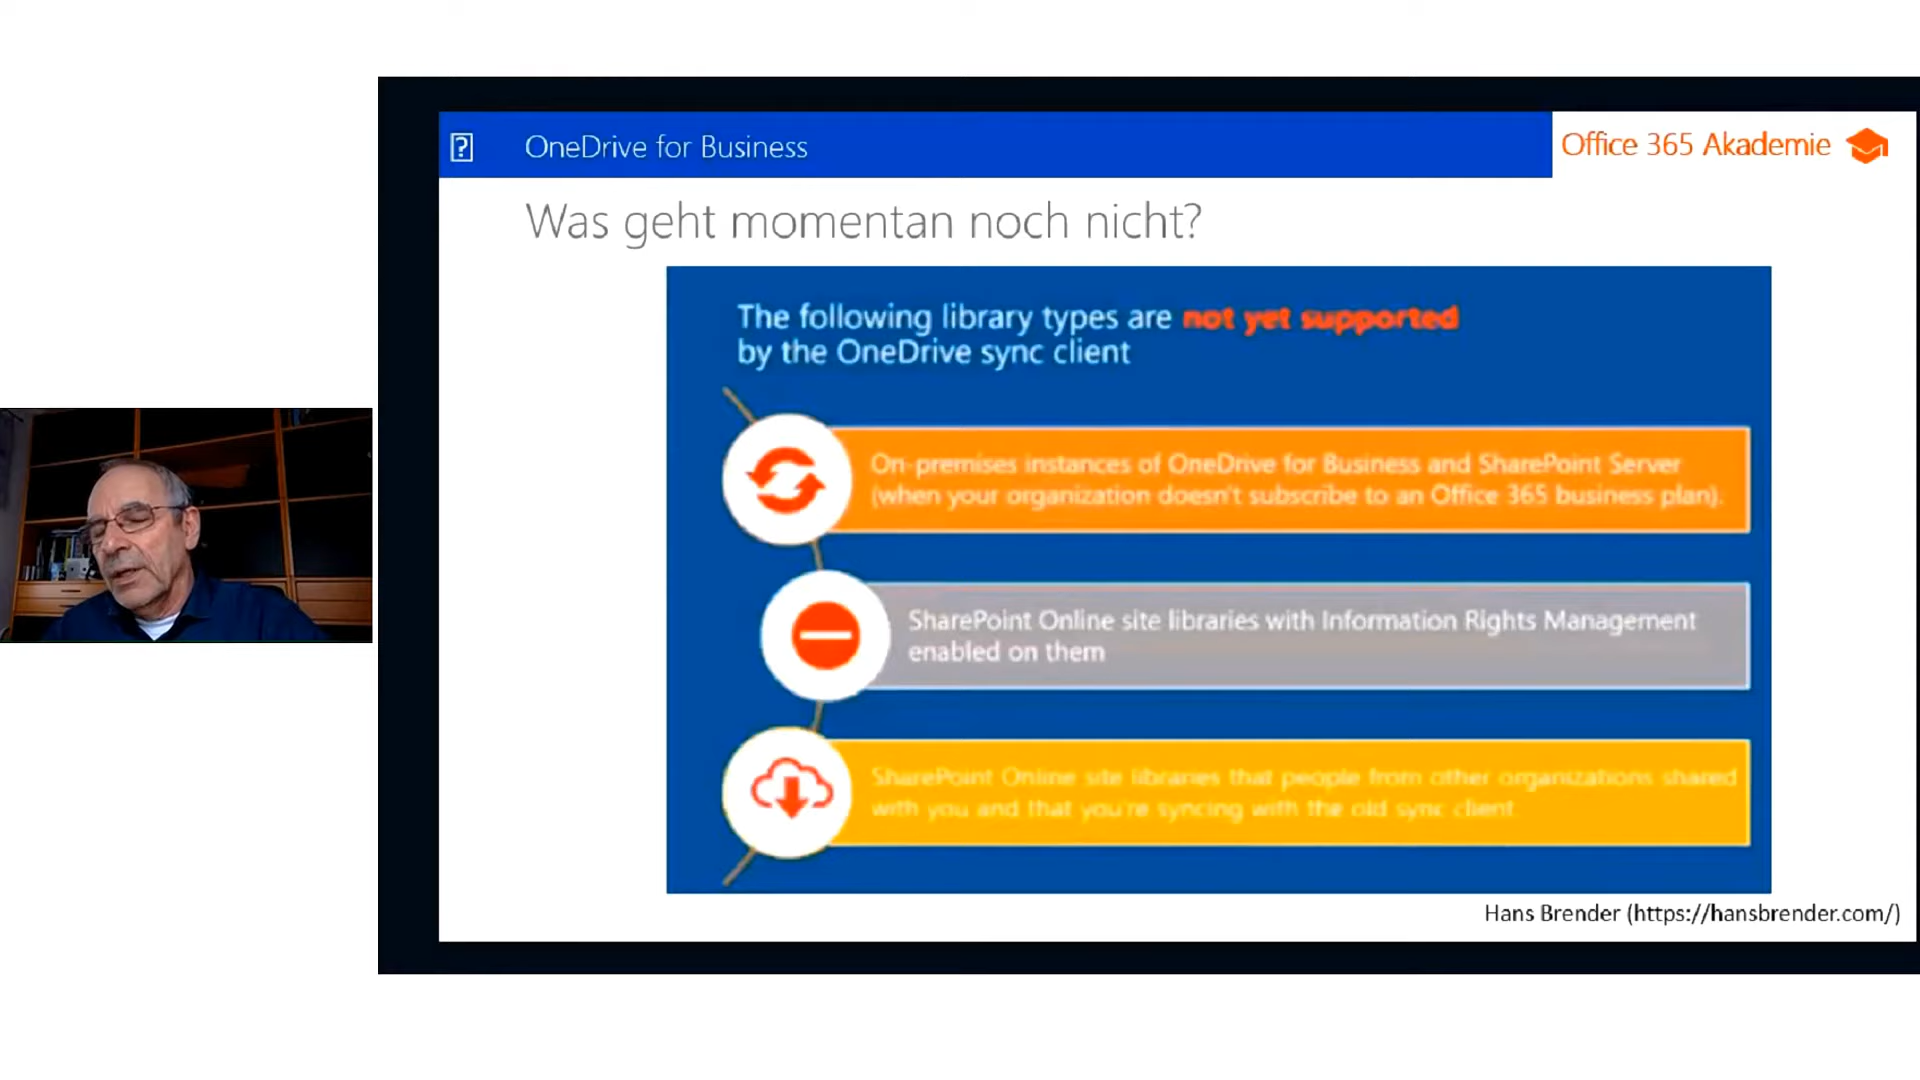 OneDrive for Business
Office 365 Akademie
Was geht momentan noch nicht?
The following library types are not yet supported
by the OneDrive sync client
On-premises instances of OneDrive for Business and SharePoint Server
(when your organization doesn't subscribe to an Office 365 business plan).
SharePoint Online site libraries with Information Rights Management
enabled on them
SharePoint Online site libraries that people from other organizations shared
with you and that you're syncing with the old sync client.
Hans Brender (https://hansbrender.com/)